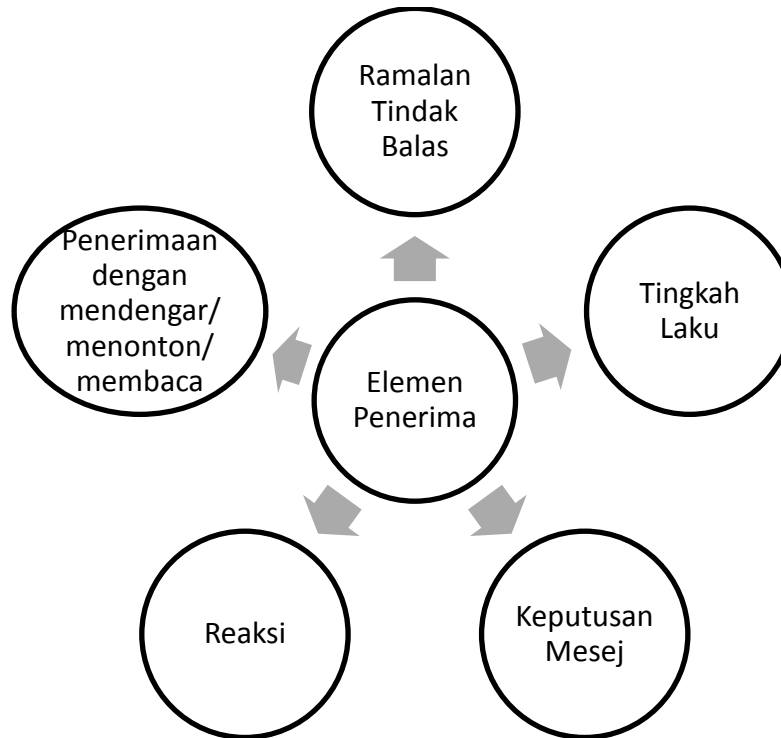 Ramalan
Tindak
Balas
Penerimaan
dengan
mendengar/
menonton/
membaca
Tingkah
Laku
Elemen
Penerima
Reaksi
Keputusan
Mesej